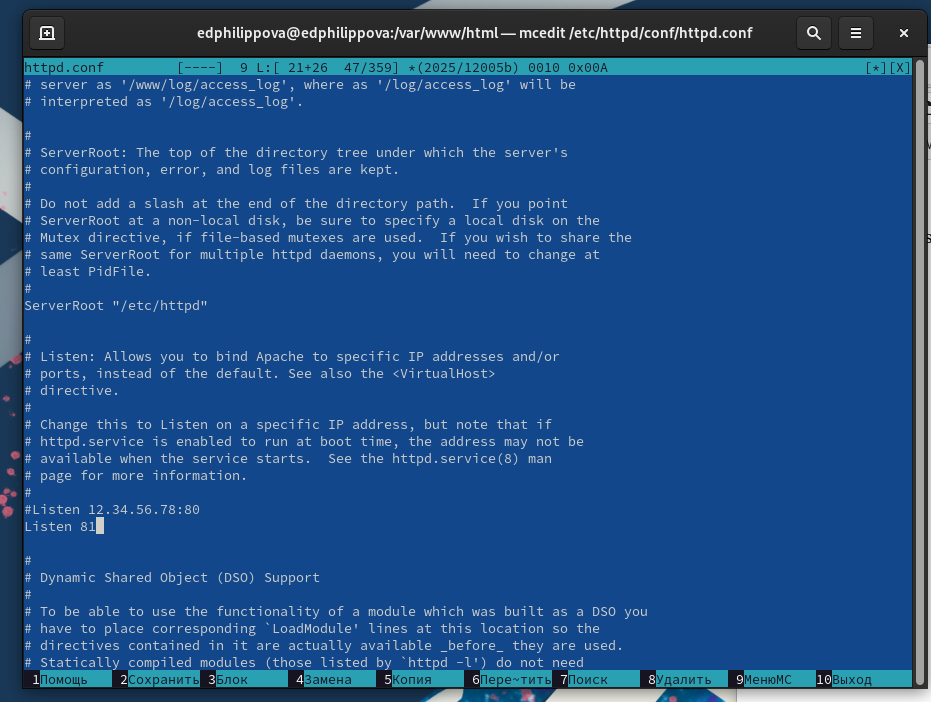 edphilippova@edphilippova:/var/www/html — mcedit /etc/httpd/conf/httpd.conf
httpd.conf         [----]  9 L:[ 21+26  47/359] *(2025/12005b) 0010 0x00A                                [*][X]
# server as '/www/log/access_log', where as '/log/access_log' will be
# interpreted as '/log/access_log'.

#
# ServerRoot: The top of the directory tree under which the server's
# configuration, error, and log files are kept.
#
# Do not add a slash at the end of the directory path.  If you point
# ServerRoot at a non-local disk, be sure to specify a local disk on the
# Mutex directive, if file-based mutexes are used.  If you wish to share the
# same ServerRoot for multiple httpd daemons, you will need to change at
# least PidFile.
#
ServerRoot "/etc/httpd"

#
# Listen: Allows you to bind Apache to specific IP addresses and/or
# ports, instead of the default. See also the <VirtualHost>
# directive.
#
# Change this to Listen on a specific IP address, but note that if
# httpd.service is enabled to run at boot time, the address may not be
# available when the service starts.  See the httpd.service(8) man
# page for more information.
#
#Listen 12.34.56.78:80
Listen 81

#
# Dynamic Shared Object (DSO) Support
#
# To be able to use the functionality of a module which was built as a DSO you
# have to place corresponding `LoadModule' lines at this location so the
# directives contained in it are actually available _before_ they are used.
# Statically compiled modules (those listed by `httpd -l') do not need
1Помощь 2Сохранить 3Блок 4Замена 5Копия 6Пере~тить 7Поиск 8Удалить 9МенюMC 10Выход